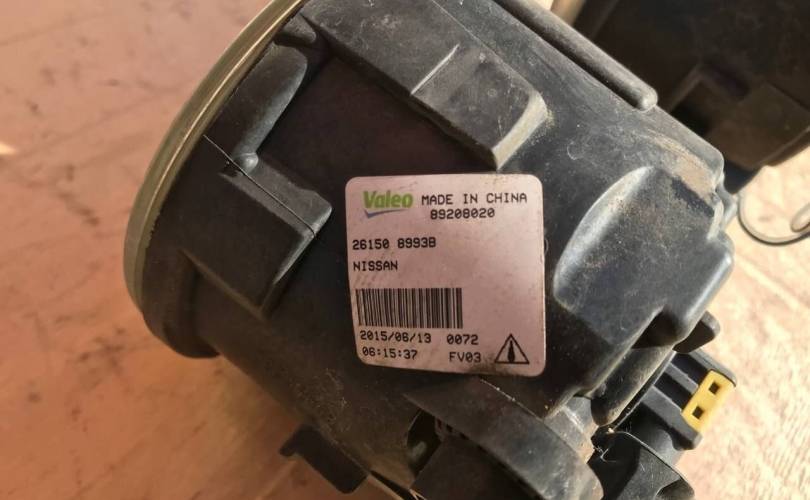 Valeo MADE IN CHINA
89208020
26150 8993B
NISSAN
2015/06/13 0072
06:15:37 FV03